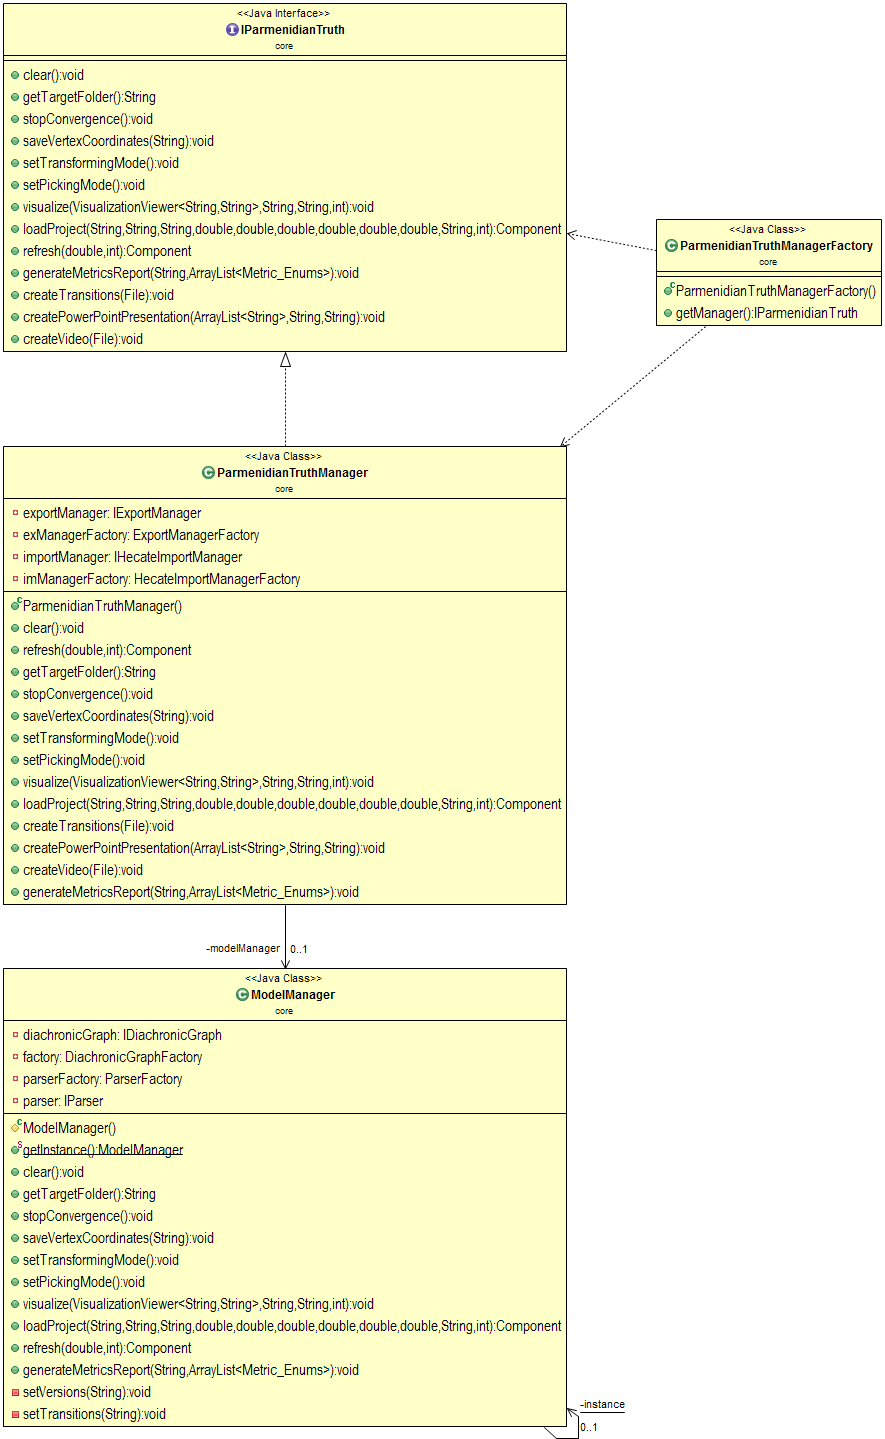 <<Java Interface>>
IParmenidianTruth
core
clear():void
getTargetFolder():String
stopConvergence():void
saveVertexCoordinates(String):void
setTransformingMode():void
setPickingMode():void
visualize(VisualizationViewer<String,String>,String,String,int):void
loadProject(String,String,String,double,double,double,double,double,double,String,int):Component
refresh(double,int):Component
generateMetricsReport(String,ArrayList<Metric_Enums>):void
createTransitions(File):void
createPowerPointPresentation(ArrayList<String>,String,String):void
createVideo(File):void
<<Java Class>>
ParmenidianTruthManagerFactory
core
ParmenidianTruthManagerFactory()
getManager():IParmenidianTruth
<<Java Class>>
ParmenidianTruthManager
core
exportManager: IExportManager
exManagerFactory: ExportManagerFactory
importManager: IHecateImportManager
imManagerFactory: HecateImportManagerFactory
ParmenidianTruthManager()
clear():void
refresh(double,int):Component
getTargetFolder():String
stopConvergence():void
saveVertexCoordinates(String):void
setTransformingMode():void
setPickingMode():void
visualize(VisualizationViewer<String,String>,String,String,int):void
loadProject(String,String,String,double,double,double,double,double,double,String,int):Component
createTransitions(File):void
createPowerPointPresentation(ArrayList<String>,String,String):void
createVideo(File):void
generateMetricsReport(String,ArrayList<Metric_Enums>):void
-modelManager 0..1
<<Java Class>>
ModelManager
core
diachronicGraph: IDiachronicGraph
factory: DiachronicGraphFactory
parserFactory: ParserFactory
parser: IParser
ModelManager()
getInstance():ModelManager
clear():void
getTargetFolder():String
stopConvergence():void
saveVertexCoordinates(String):void
setTransformingMode():void
setPickingMode():void
visualize(VisualizationViewer<String,String>,String,String,int):void
loadProject(String,String,String,double,double,double,double,double,double,String,int):Component
refresh(double,int):Component
generateMetricsReport(String,ArrayList<Metric_Enums>):void
setVersions(String):void
setTransitions(String):void
-instance
0..1